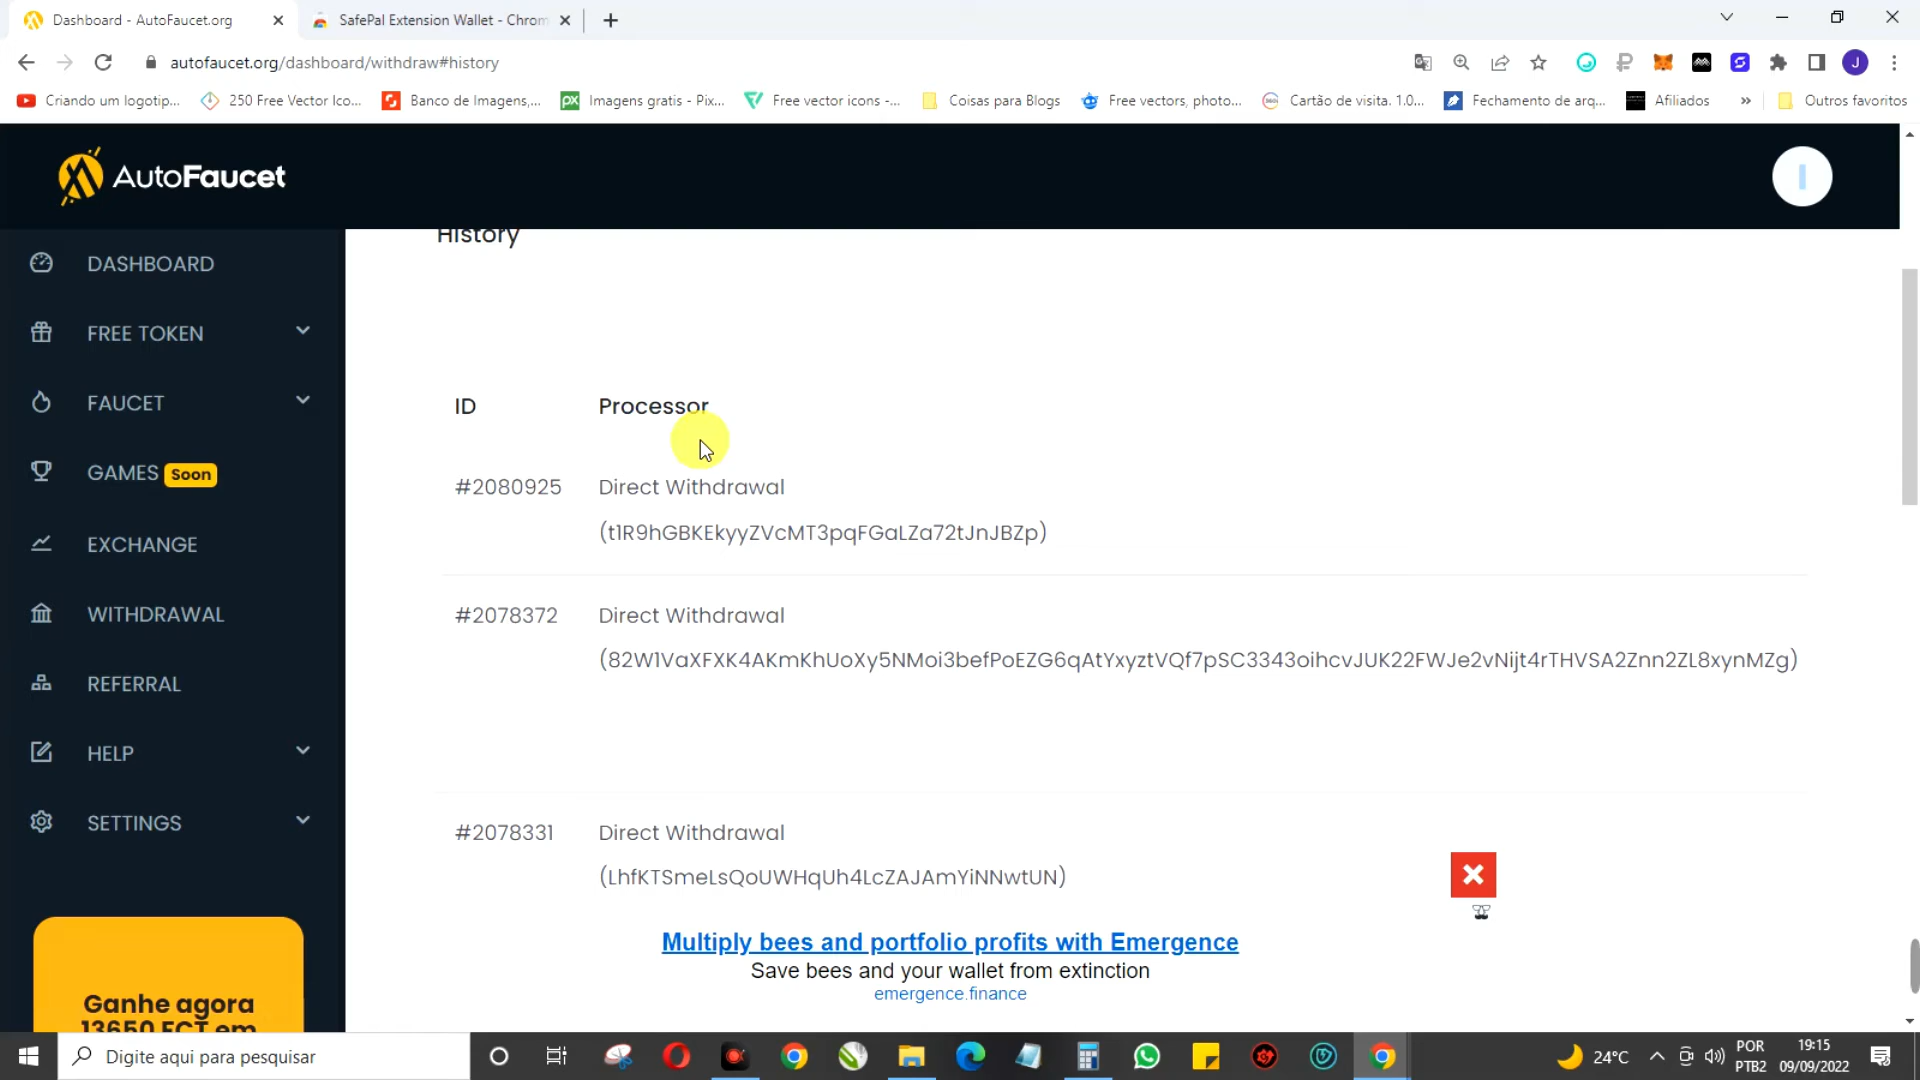 Dashboard - AutoFaucet.org
SafePal Extension Wallet - Chrom
autofaucet.org/dashboard/withdraw#history
Criando um logotip...
250 Free Vector Ico...
Banco de Imagens,...
Imagens gratis - Pix...
Free vector icons -...
Coisas para Blogs
Free vectors, photo...
Cartão de visita. 1.0...
Fechamento de arq...
Afiliados
Outros favoritos
AutoFaucet
DASHBOARD
FREE TOKEN
FAUCET
GAMES Soon
EXCHANGE
WITHDRAWAL
REFERRAL
HELP
SETTINGS
Ganhe agora
13650 FCT em
History
ID Processor
#2080925 Direct Withdrawal
(t1R9hGBKEkyyZVcMT3pqFGaLZa72tJnJBZp)
#2078372 Direct Withdrawal
(82W1VaXFXK4AKmKhUoXy5NMoi3befPoEZG6qAtYxyztVQf7pSC3343oihcvJUK22FWJe2vNijt4rTHVSA2Znn2ZL8xynMZg)
#2078331 Direct Withdrawal
(LhfKTSmeLsQoUWHqUh4LcZAJAmYiNNwtUN)
Multiply bees and portfolio profits with Emergence
Save bees and your wallet from extinction
emergence.finance
Digite aqui para pesquisar
24°C
POR
PTB2
19:15
09/09/2022